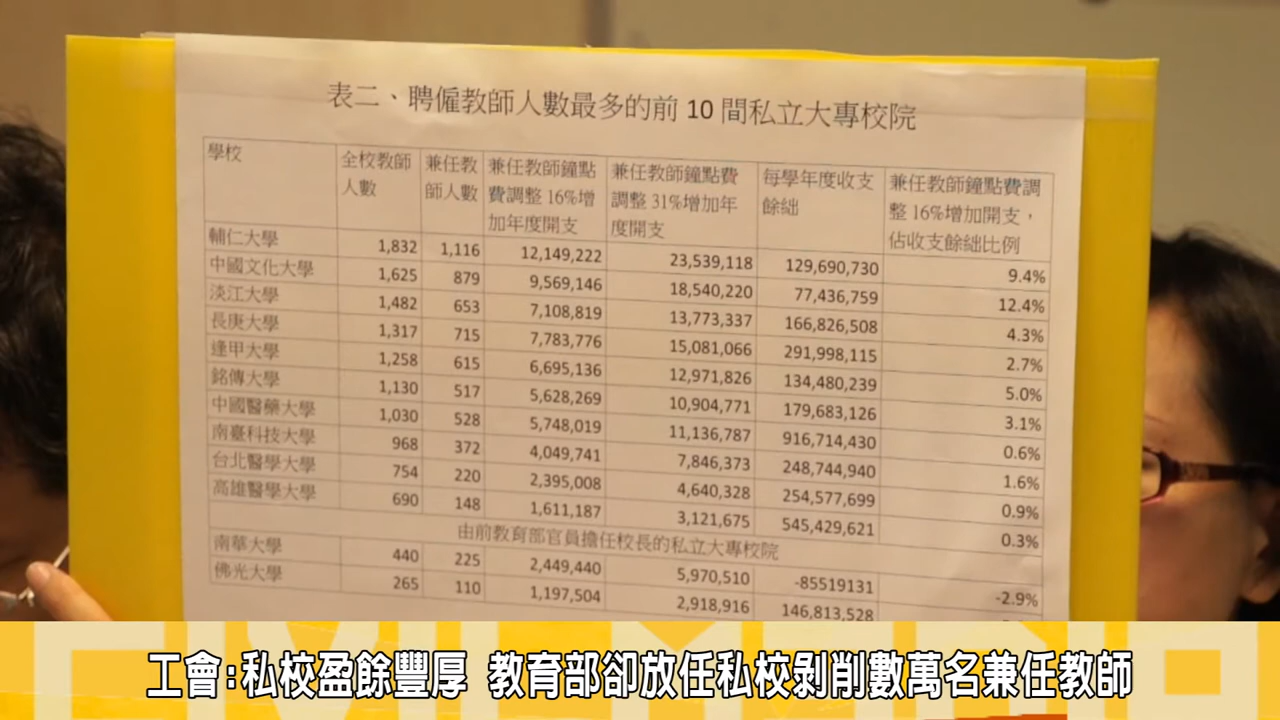 表二、聘僱教師人數最多的前 10 間私立大專校院
學校 全校教師人數 兼任教師人數 兼任教師鐘點費調整 16%增加年度開支 兼任教師鐘點費調整 31%增加年度開支 每學年度收支餘絀 兼任教師鐘點費調整 16%增加開支，佔收支餘絀比例
輔仁大學 1,832 1,116 12,149,222 23,539,118 129,690,730 9.4%
中國文化大學 1,625 879 9,569,146 18,540,220 77,436,759 12.4%
淡江大學 1,482 653 7,108,819 13,773,337 166,826,508 4.3%
長庚大學 1,317 715 7,783,776 15,081,066 291,998,115 2.7%
逢甲大學 1,258 615 6,695,136 12,971,826 134,480,239 5.0%
銘傳大學 1,130 517 5,628,269 10,904,771 179,683,126 3.1%
中國醫藥大學 1,030 528 5,748,019 11,136,787 916,714,430 0.6%
南臺科技大學 968 372 4,049,741 7,846,373 248,744,940 1.6%
台北醫學大學 754 220 2,395,008 4,640,328 254,577,699 0.9%
高雄醫學大學 690 148 1,611,187 3,121,675 545,429,621 0.3%
由前教育部官員擔任校長的私立大專校院
南華大學 440 225 2,449,440 5,970,510 -85519131 -2.9%
佛光大學 265 110 1,197,504 2,918,916 146,813,528
工會:私校盈餘豐厚 教育部卻放任私校剝削數萬名兼任教師